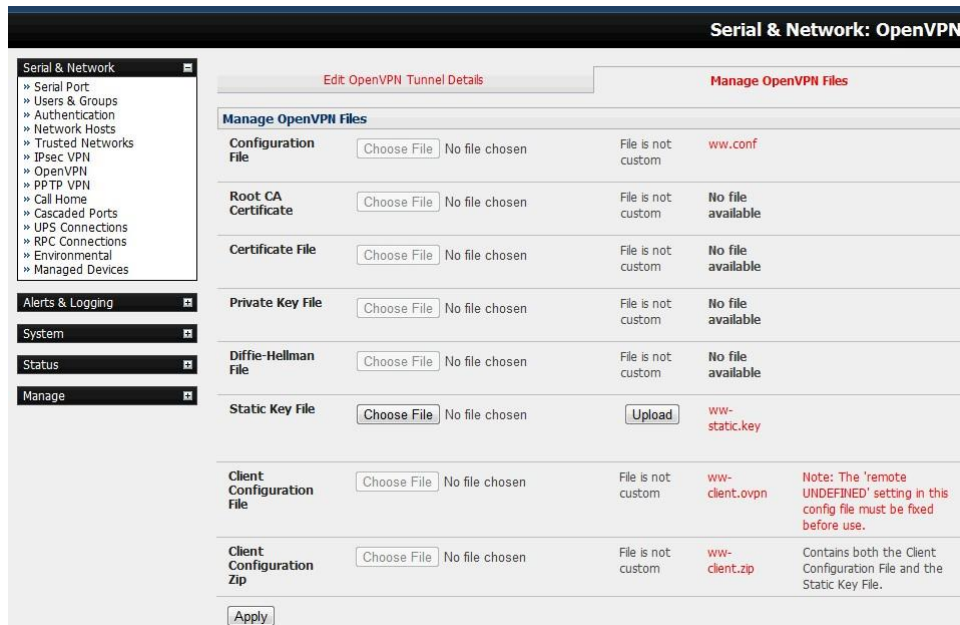 Serial & Network: OpenVPN
Serial & Network
» Serial Port
» Users & Groups
» Authentication
» Network Hosts
» Trusted Networks
» IPsec VPN
» OpenVPN
» PPTP VPN
» Call Home
» Cascaded Ports
» UPS Connections
» RPC Connections
» Environmental
» Managed Devices
Alerts & Logging
System
Status
Manage
Edit OpenVPN Tunnel Details
Manage OpenVPN Files
Manage OpenVPN Files
Configuration
File
Choose File No file chosen
File is not
custom
ww.conf
Root CA
Certificate
Choose File No file chosen
File is not
custom
No file
available
Certificate File
Choose File No file chosen
File is not
custom
No file
available
Private Key File
Choose File No file chosen
File is not
custom
No file
available
Diffie-Hellman
File
Choose File No file chosen
File is not
custom
No file
available
Static Key File
Choose File No file chosen
Upload
ww-
static.key
Client
Configuration
File
Choose File No file chosen
File is not
custom
ww-
client.ovpn
Note: The 'remote
UNDEFINED' setting in this
config file must be fixed
before use.
Client
Configuration
Zip
Choose File No file chosen
File is not
custom
ww-
client.zip
Contains both the Client
Configuration File and the
Static Key File.
Apply